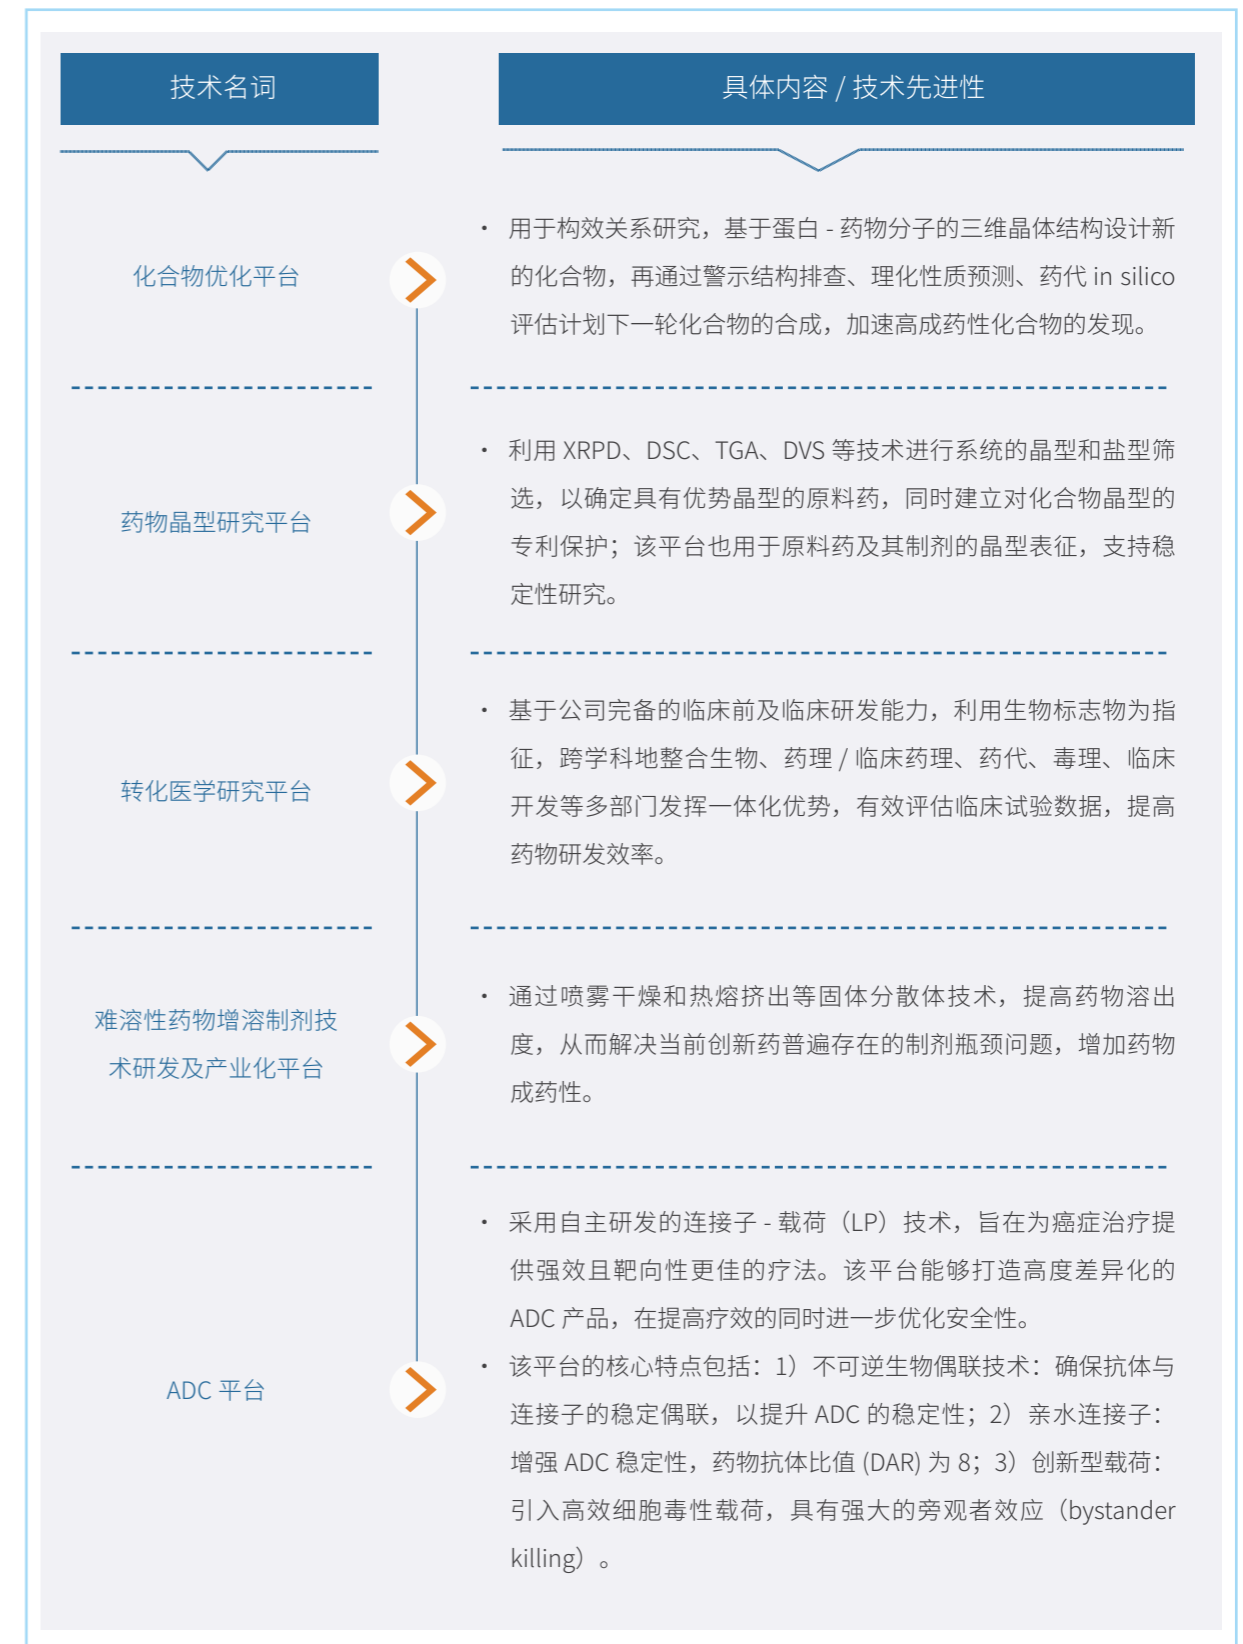 技术名词
具体内容 / 技术先进性
化合物优化平台
· 用于构效关系研究，基于蛋白 - 药物分子的三维晶体结构设计新
的化合物，再通过警示结构排查、理化性质预测、药代 in silico
评估计划下一轮化合物的合成，加速高成药性化合物的发现。
药物晶型研究平台
· 利用 XRPD、DSC、TGA、DVS 等技术进行系统的晶型和盐型筛
选，以确定具有优势晶型的原料药，同时建立对化合物晶型的
专利保护；该平台也用于原料药及其制剂的晶型表征，支持稳
定性研究。
转化医学研究平台
· 基于公司完备的临床前及临床研发能力，利用生物标志物为指
征，跨学科地整合生物、药理 / 临床药理、药代、毒理、临床
开发等多部门发挥一体化优势，有效评估临床试验数据，提高
药物研发效率。
难溶性药物增溶制剂技
术研发及产业化平台
· 通过喷雾干燥和热熔挤出等固体分散体技术，提高药物溶出
度，从而解决当前创新药普遍存在的制剂瓶颈问题，增加药物
成药性。
ADC 平台
· 采用自主研发的连接子 - 载荷（LP）技术，旨在为癌症治疗提
供强效且靶向性更佳的疗法。该平台能够打造高度差异化的
ADC 产品，在提高疗效的同时进一步优化安全性。
· 该平台的核心特点包括：1）不可逆生物偶联技术：确保抗体与
连接子的稳定偶联，以提升 ADC 的稳定性；2）亲水连接子：
增强 ADC 稳定性，药物抗体比值 (DAR) 为 8；3）创新型载荷：
引入高效细胞毒性载荷，具有强大的旁观者效应（bystander
killing）。